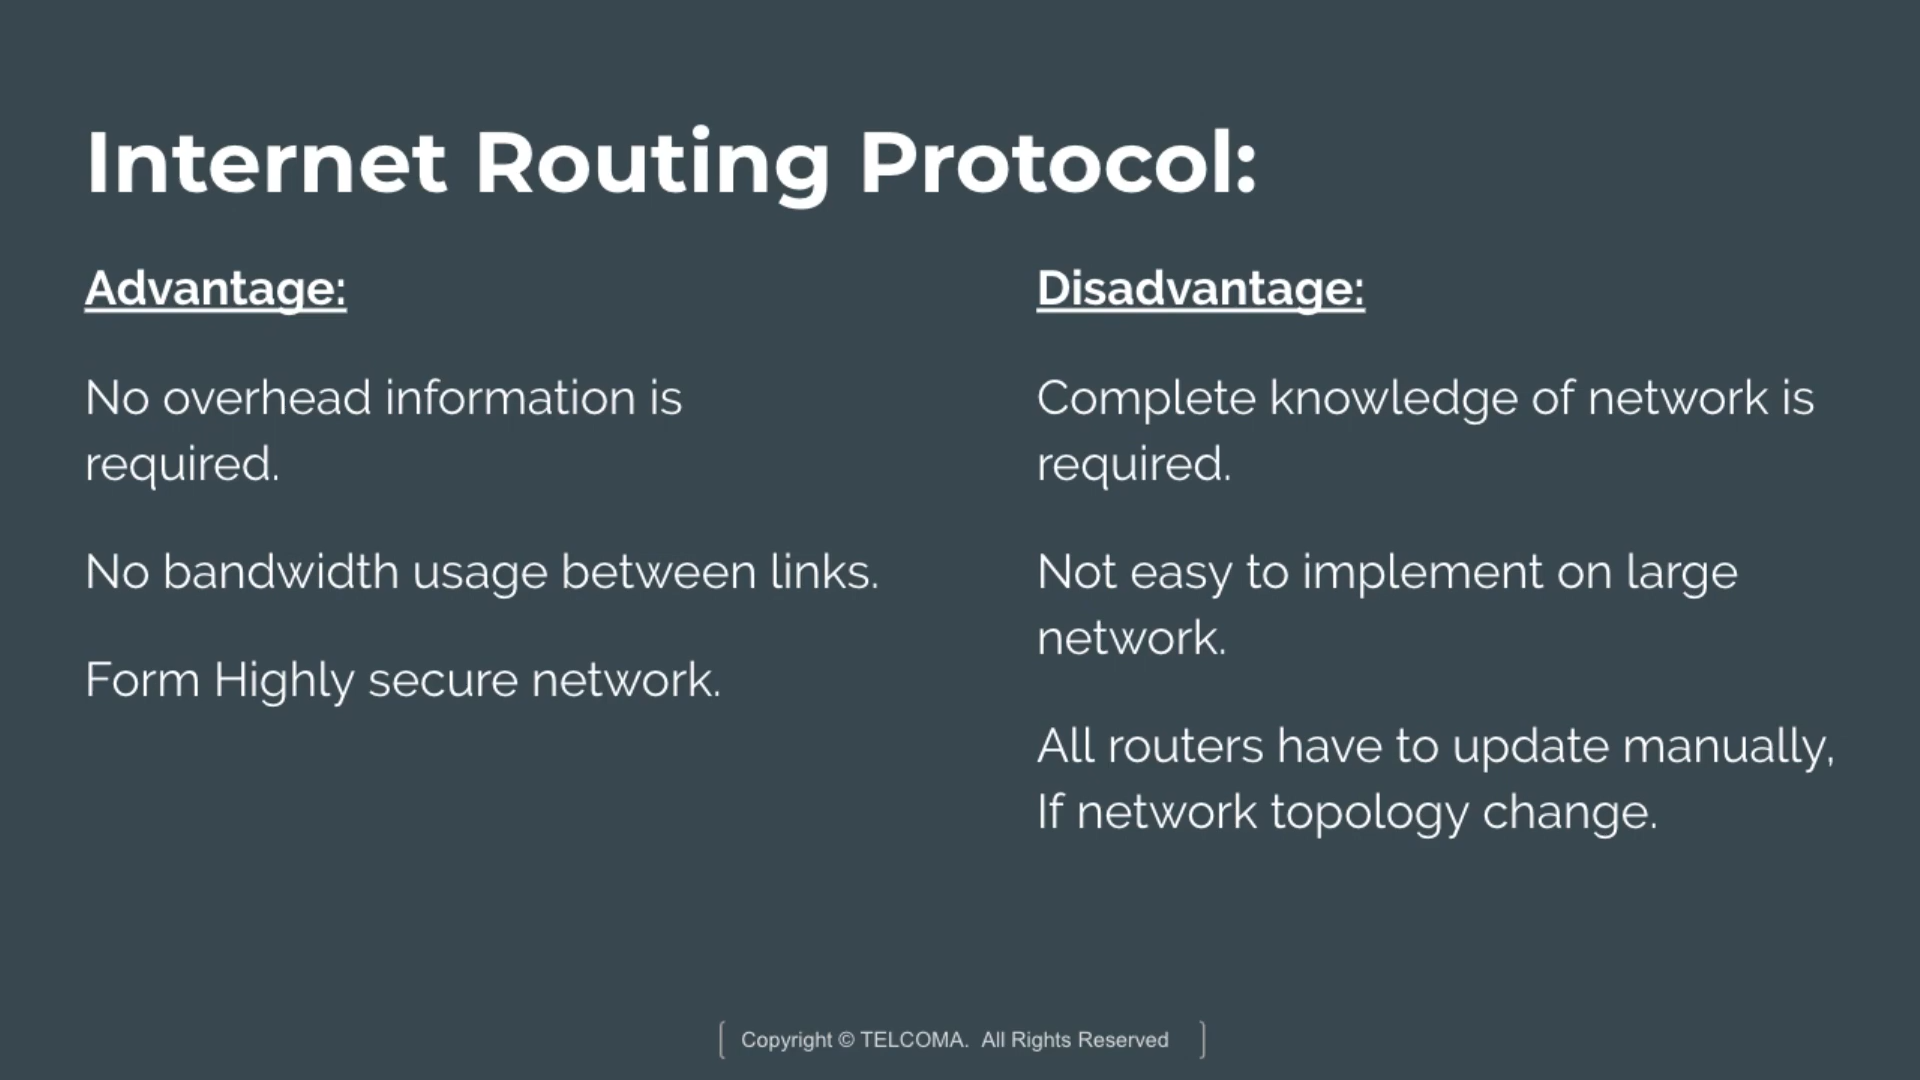 Internet Routing Protocol:
Advantage:
No overhead information is
required.
No bandwidth usage between links.
Form Highly secure network.
Disadvantage:
Complete knowledge of network is
required.
Not easy to implement on large
network.
All routers have to update manually,
If network topology change.
Copyright © TELCOMA. All Rights Reserved